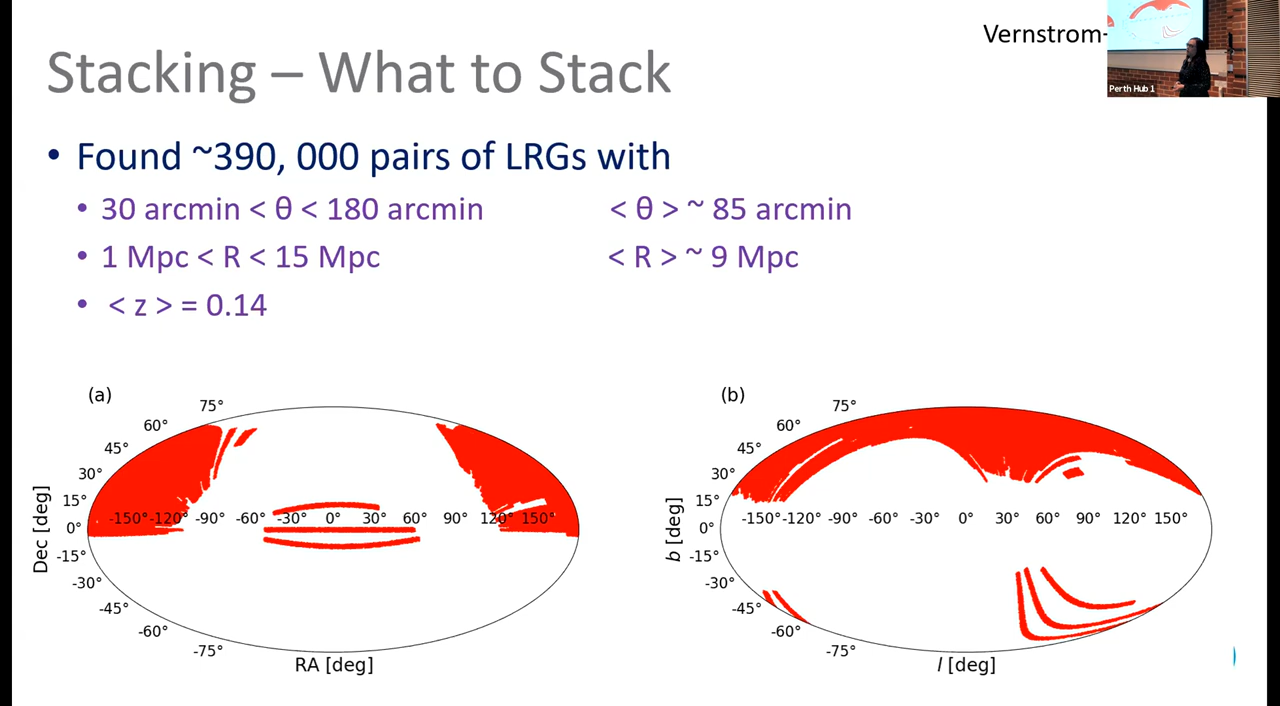 Vernstrom-
Perth Hub 1
Stacking – What to Stack
• Found ~390, 000 pairs of LRGs with
• 30 arcmin < θ < 180 arcmin < θ > ~ 85 arcmin
• 1 Mpc < R < 15 Mpc < R > ~ 9 Mpc
• < z > = 0.14
(a)
75°
60°
45°
30°
15°
0°
-15°
-30°
-45°
-60°
-75°
-150° -120° -90° -60° -30° 0° 30° 60° 90° 120° 150°
Dec [deg]
RA [deg]
(b)
75°
60°
45°
30°
15°
0°
-15°
-30°
-45°
-60°
-75°
-150° -120° -90° -60° -30° 0° 30° 60° 90° 120° 150°
b [deg]
l [deg]